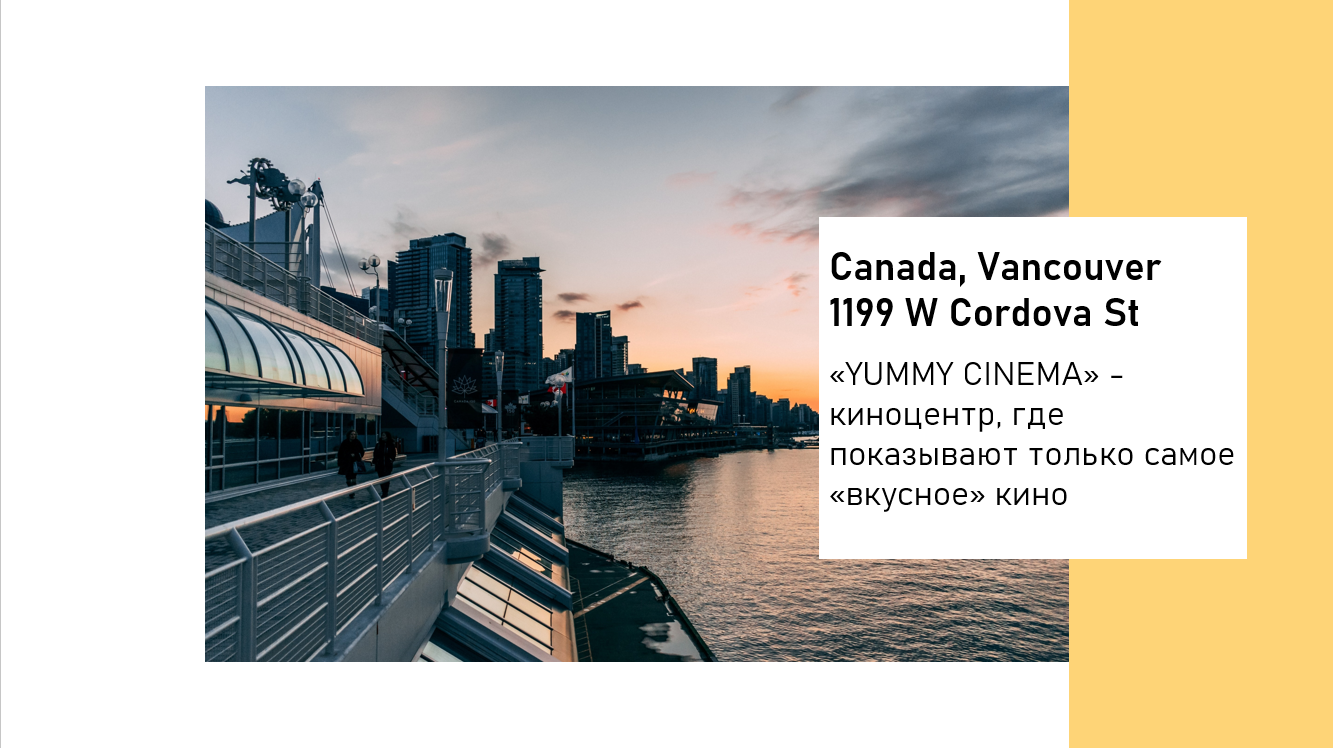 Canada, Vancouver
1199 W Cordova St
«YUMMY CINEMA» –
киноцентр, где
показывают только самое
«вкусное» кино